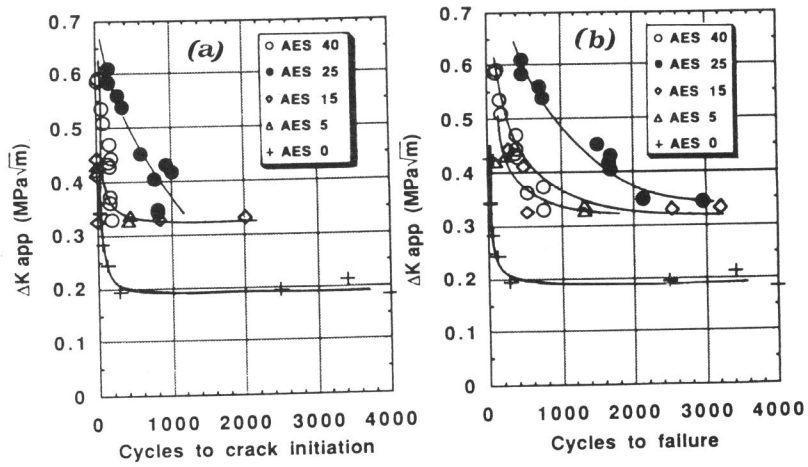 (a)
AES 40
AES 25
AES 15
AES 5
AES 0
0.7
0.6
0.5
0.4
0.3
0.2
0.1
0
ΔK app (MPa√m)
0 1000 2000 3000 4000
Cycles to crack initiation
(b)
AES 40
AES 25
AES 15
AES 5
AES 0
0.7
0.6
0.5
0.4
0.3
0.2
0.1
0
ΔK app (MPa√m)
0 1000 2000 3000 4000
Cycles to failure